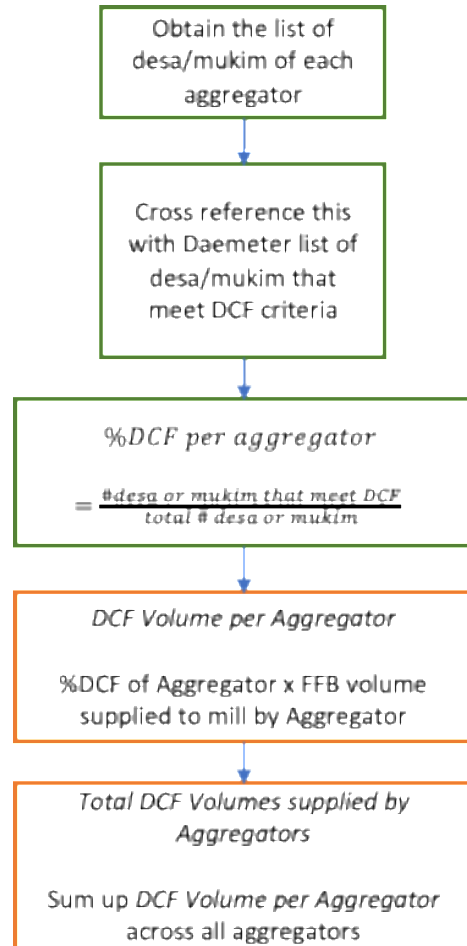 Obtain the list of
desa/mukim of each
aggregator
Cross reference this
with Daemeter list of
desa/mukim that
meet DCF criteria
%DCF per aggregator
= #desa or mukim that meet DCF
total # desa or mukim
DCF Volume per Aggregator
%DCF of Aggregator x FFB volume
supplied to mill by Aggregator
Total DCF Volumes supplied by
Aggregators
Sum up DCF Volume per Aggregator
across all aggregators